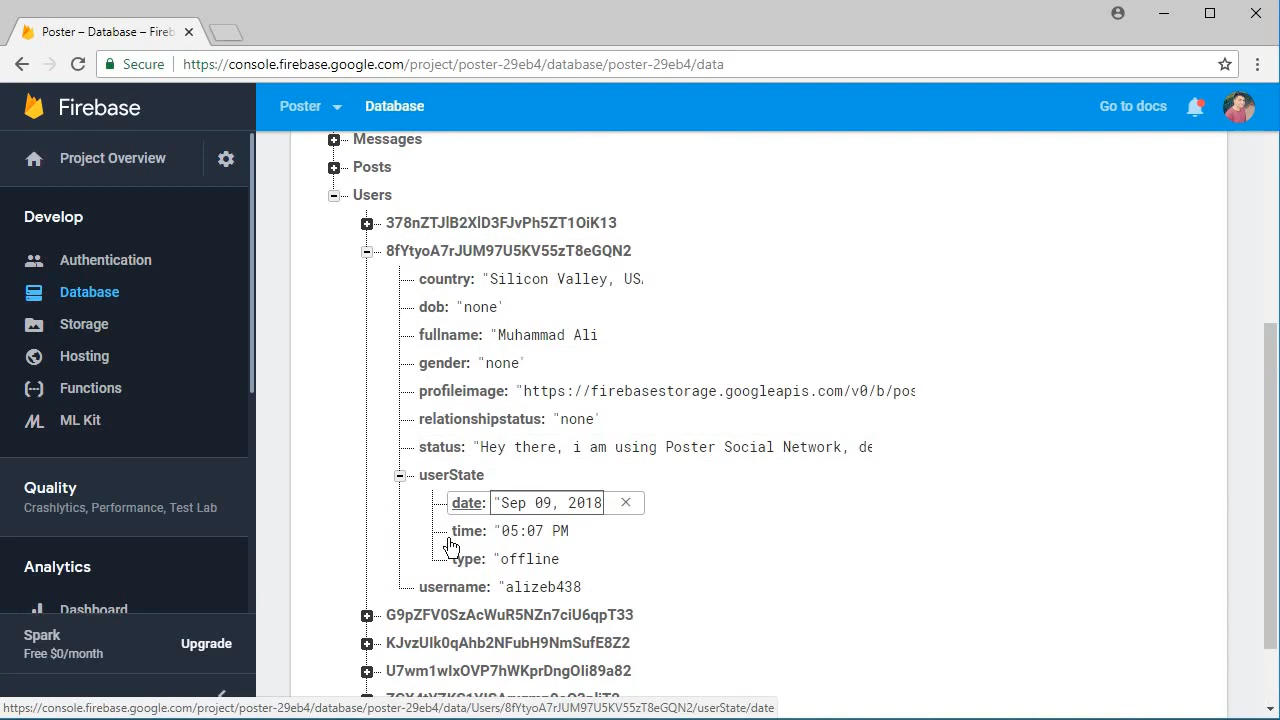 Poster – Database – Fireb
Secure
https://console.firebase.google.com/project/poster-29eb4/database/poster-29eb4/data
Firebase
Poster
Database
Go to docs
Project Overview
Develop
Authentication
Database
Storage
Hosting
Functions
ML Kit
Quality
Crashlytics, Performance, Test Lab
Analytics
Dashboard
Spark
Free $0/month
Upgrade
Messages
Posts
Users
378nZTJlB2XlD3FJvPh5ZT1OiK13
8fYtyoA7rJUM97U5KV55zT8eGQN2
country: "Silicon Valley, US
dob: "none"
fullname: "Muhammad Ali
gender: "none"
profileimage: "https://firebasestorage.googleapis.com/v0/b/pos
relationshipstatus: "none"
status: "Hey there, i am using Poster Social Network, de
userState
date: "Sep 09, 2018
time: "05:07 PM
type: "offline
username: "alizeb438
G9pZFV0SzAcWuR5NZn7ciU6qpT33
KJvzUIk0qAhb2NFubH9NmSufE8Z2
U7wm1wIxOVP7hWKprDngOIi89a82
https://console.firebase.google.com/project/poster-29eb4/database/poster-29eb4/data/Users/8fYtyoA7rJUM97U5KV55zT8eGQN2/userState/date